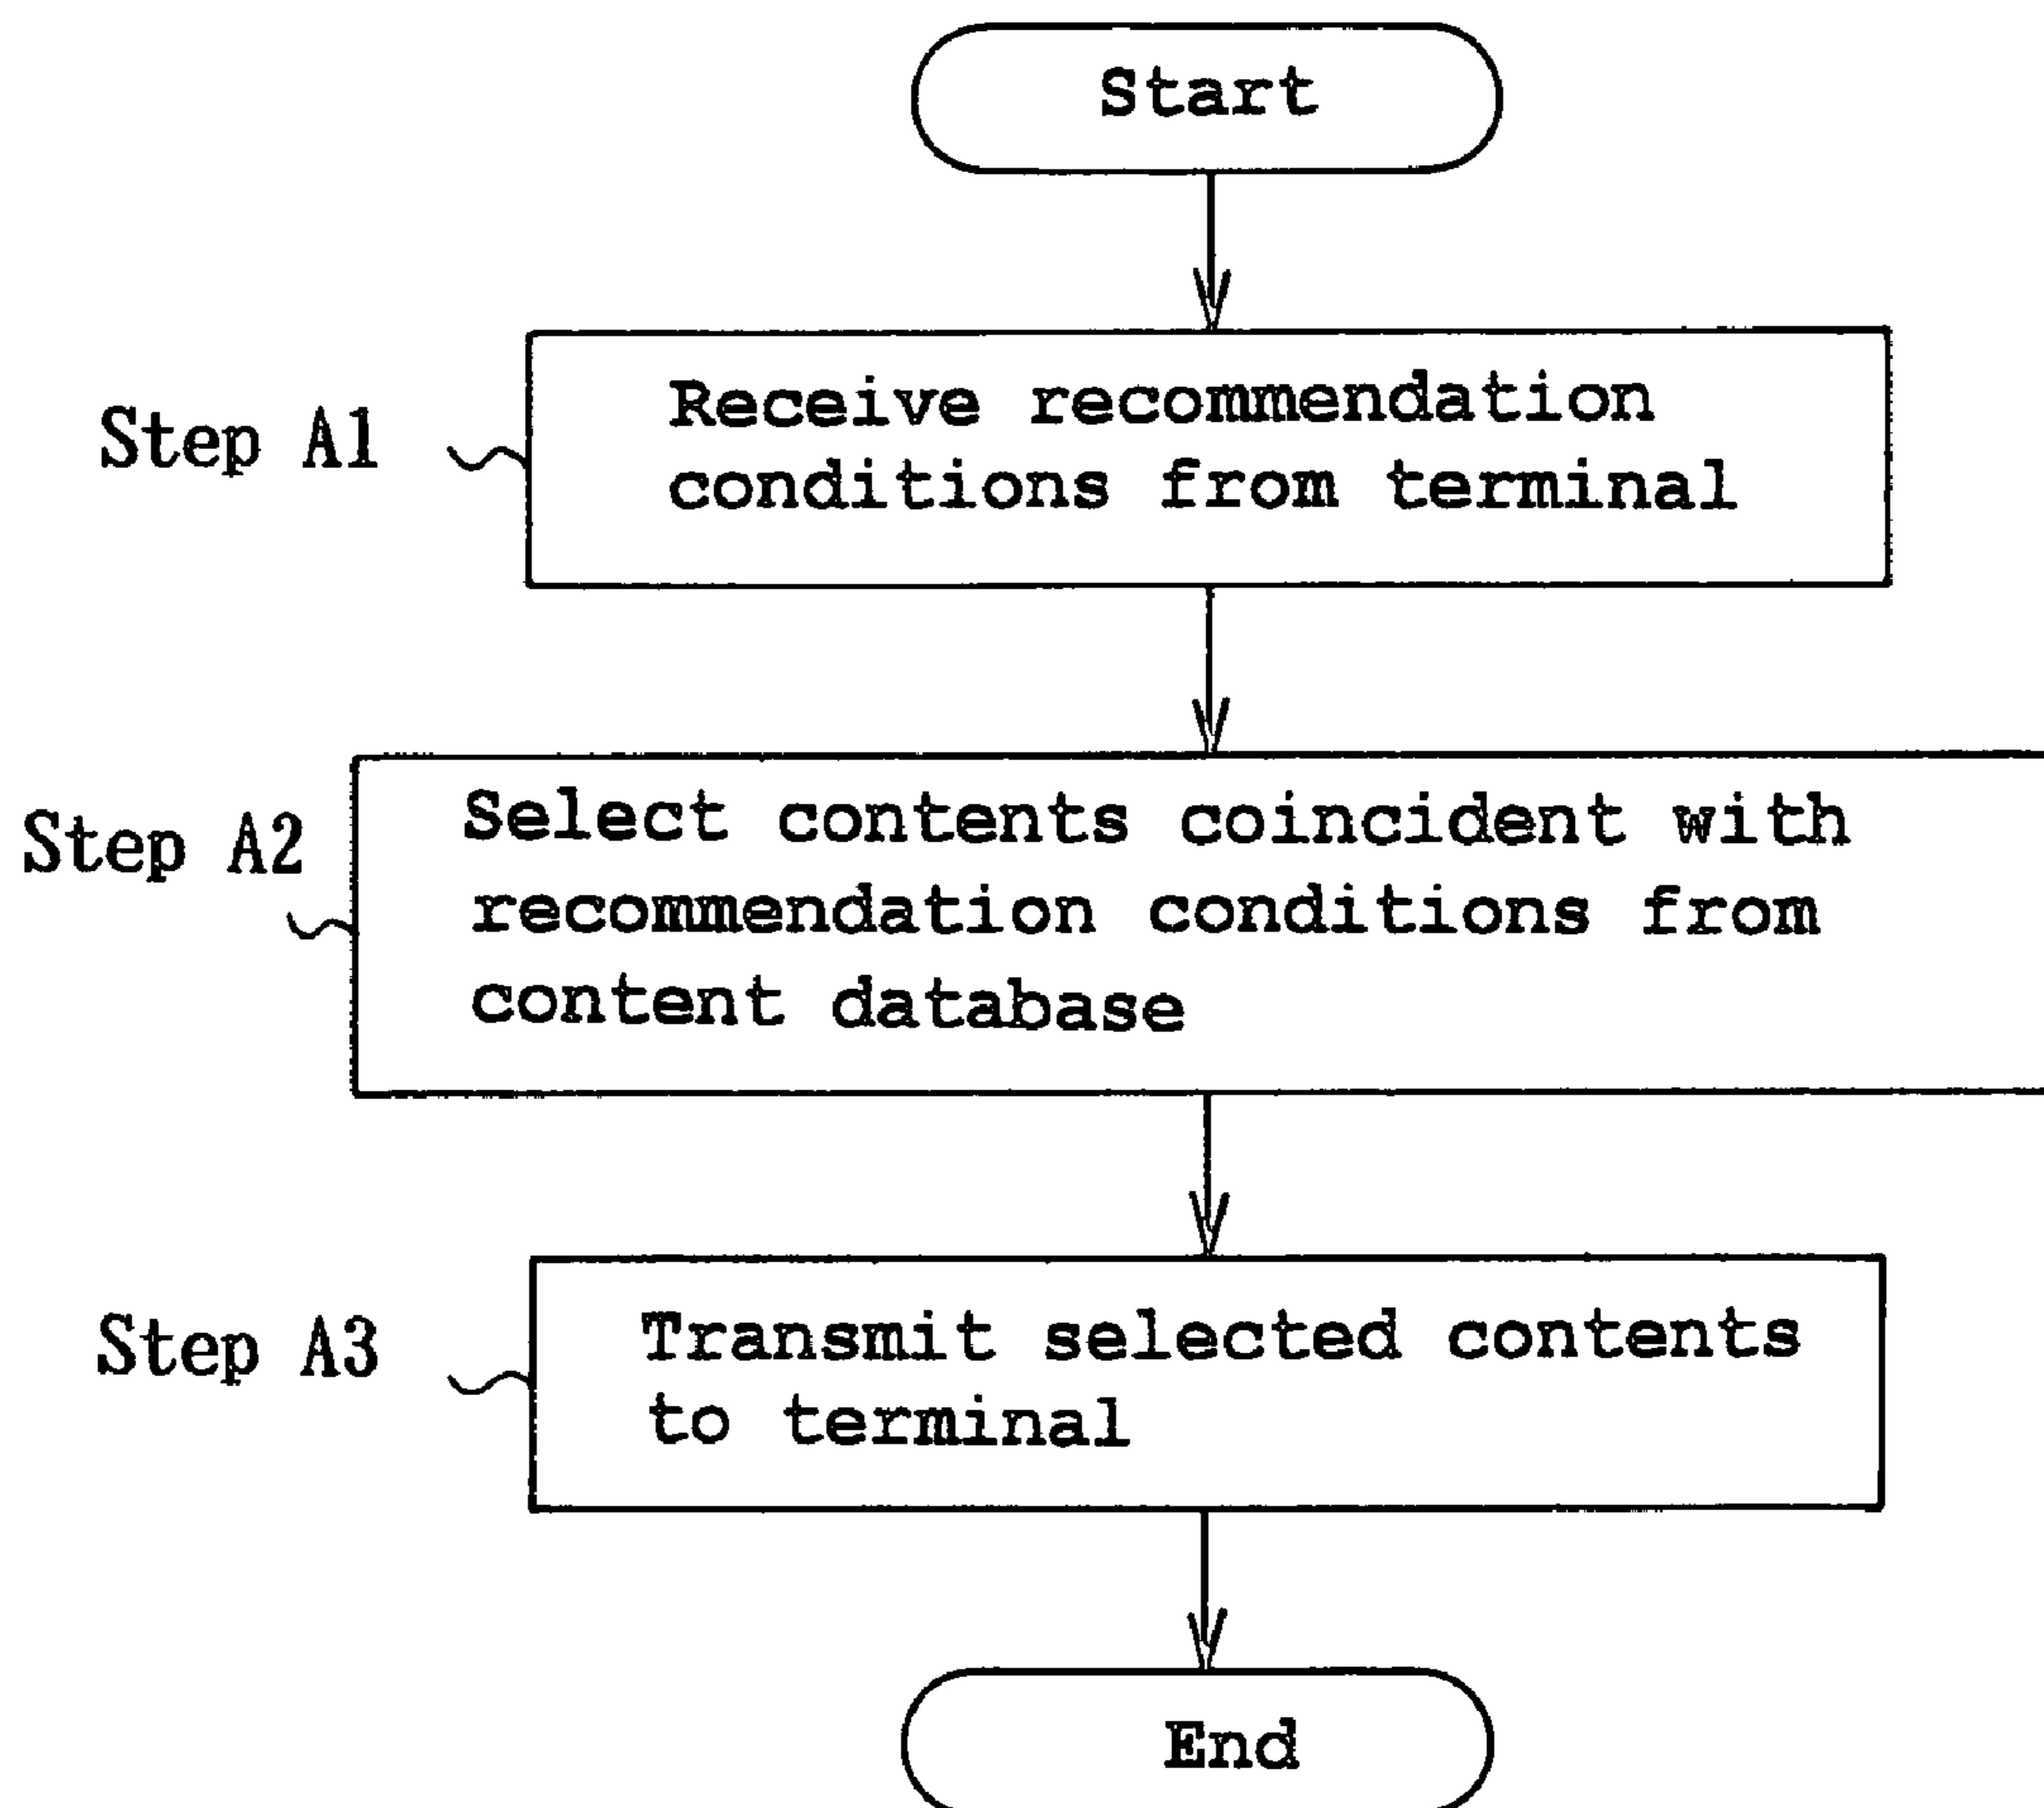 Start
Step A1
Receive recommendation
conditions from terminal
Step A2
Select contents coincident with
recommendation conditions from
content database
Step A3
Transmit selected contents
to terminal
End